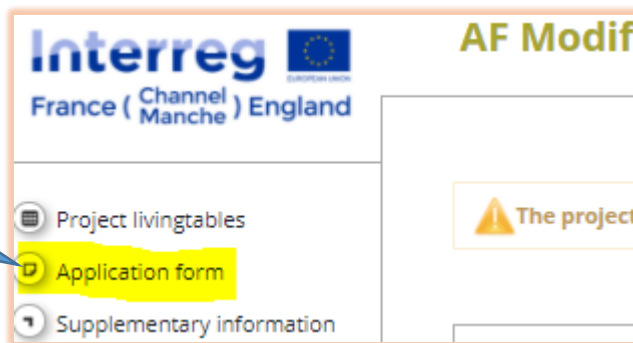 Interreg
EUROPEAN UNION
France ( Channel Manche ) England
AF Modif
The project
Project livingtables
Application form
Supplementary information